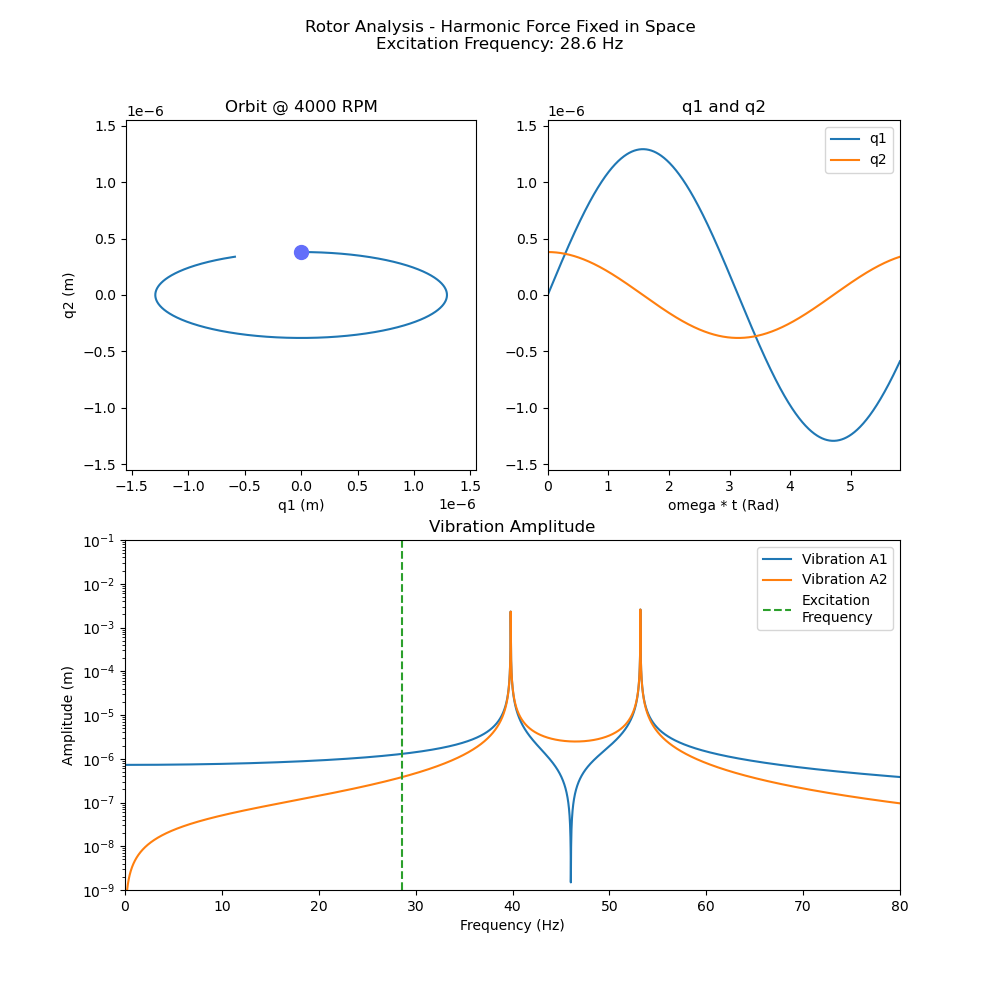 Rotor Analysis - Harmonic Force Fixed in Space
Excitation Frequency: 28.6 Hz
Orbit @ 4000 RPM
1e−6
1.5
1.0
0.5
0.0
−0.5
−1.0
−1.5
q2 (m)
−1.5 −1.0 −0.5 0.0 0.5 1.0 1.5
1e−6
q1 (m)
q1 and q2
1e−6
1.5
1.0
0.5
0.0
−0.5
−1.0
−1.5
q1
q2
0 1 2 3 4 5
omega * t (Rad)
Vibration Amplitude
10⁻¹
10⁻²
10⁻³
10⁻⁴
10⁻⁵
10⁻⁶
10⁻⁷
10⁻⁸
10⁻⁹
Amplitude (m)
Vibration A1
Vibration A2
Excitation
Frequency
0 10 20 30 40 50 60 70 80
Frequency (Hz)